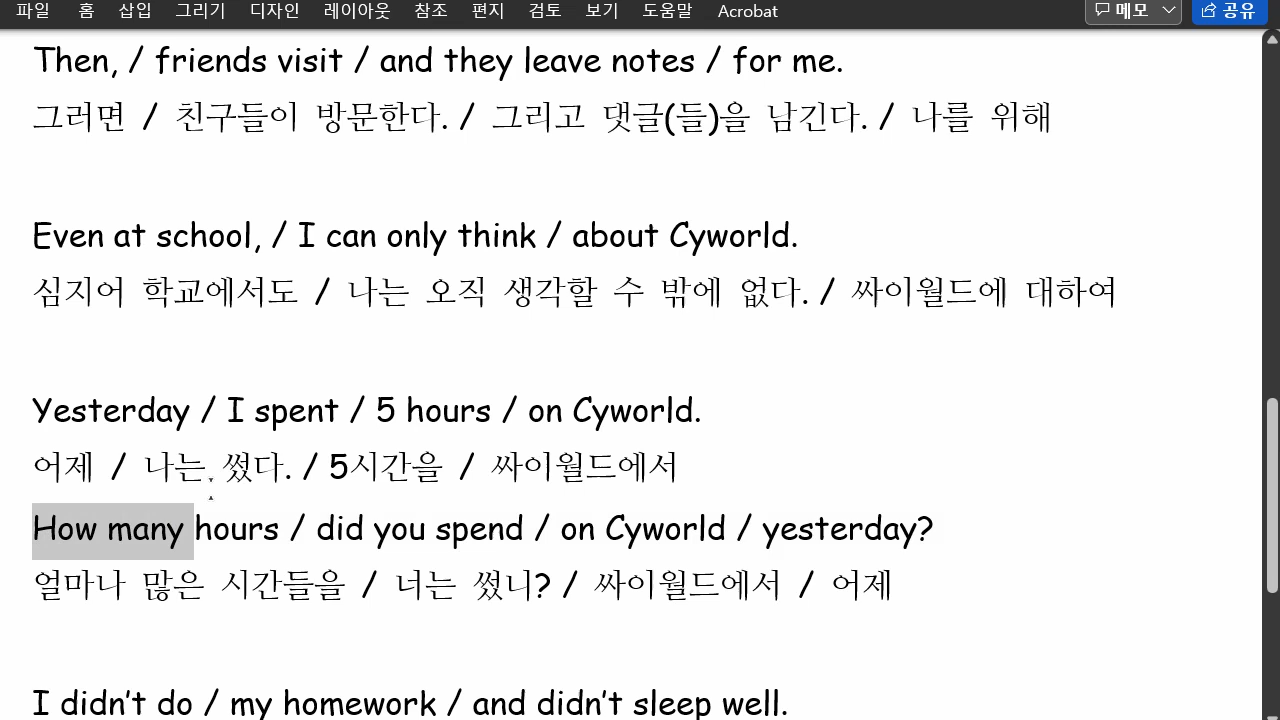 파일 홈 삽입 그리기 디자인 레이아웃 참조 편지 검토 보기 도움말 Acrobat 메모 공유
Then, / friends visit / and they leave notes / for me.
그러면 / 친구들이 방문한다. / 그리고 댓글(들)을 남긴다. / 나를 위해
Even at school, / I can only think / about Cyworld.
심지어 학교에서도 / 나는 오직 생각할 수 밖에 없다. / 싸이월드에 대하여
Yesterday / I spent / 5 hours / on Cyworld.
어제 / 나는 썼다. / 5시간을 / 싸이월드에서
How many hours / did you spend / on Cyworld / yesterday?
얼마나 많은 시간들을 / 너는 썼니? / 싸이월드에서 / 어제
I didn't do / my homework / and didn't sleep well.